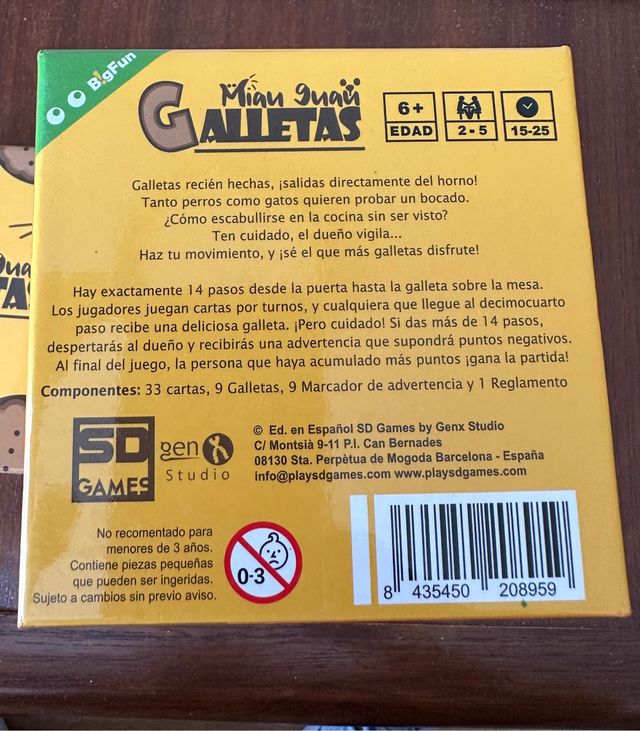 B!gFun
Miau Guau
GALLETAS
6+
EDAD
2 - 5
15-25
Galletas recién hechas, ¡salidas directamente del horno!
Tanto perros como gatos quieren probar un bocado.
¿Cómo escabullirse en la cocina sin ser visto?
Ten cuidado, el dueño vigila...
Haz tu movimiento, y ¡sé el que más galletas disfrute!
Hay exactamente 14 pasos desde la puerta hasta la galleta sobre la mesa.
Los jugadores juegan cartas por turnos, y cualquiera que llegue al decimocuarto
paso recibe una deliciosa galleta. ¡Pero cuidado! Si das más de 14 pasos,
despertarás al dueño y recibirás una advertencia que supondrá puntos negativos.
Al final del juego, la persona que haya acumulado más puntos ¡gana la partida!
Componentes: 33 cartas, 9 Galletas, 9 Marcador de advertencia y 1 Reglamento
SD
GAMES
gen X
Studio
© Ed. en Español SD Games by Genx Studio
C/ Montsià 9-11 P.I. Can Bernades
08130 Sta. Perpètua de Mogoda Barcelona - España
info@playsdgames.com www.playsdgames.com
No recomentado para
menores de 3 años.
Contiene piezas pequeñas
que pueden ser ingeridas.
Sujeto a cambios sin previo aviso.
0-3
8 435450 208959